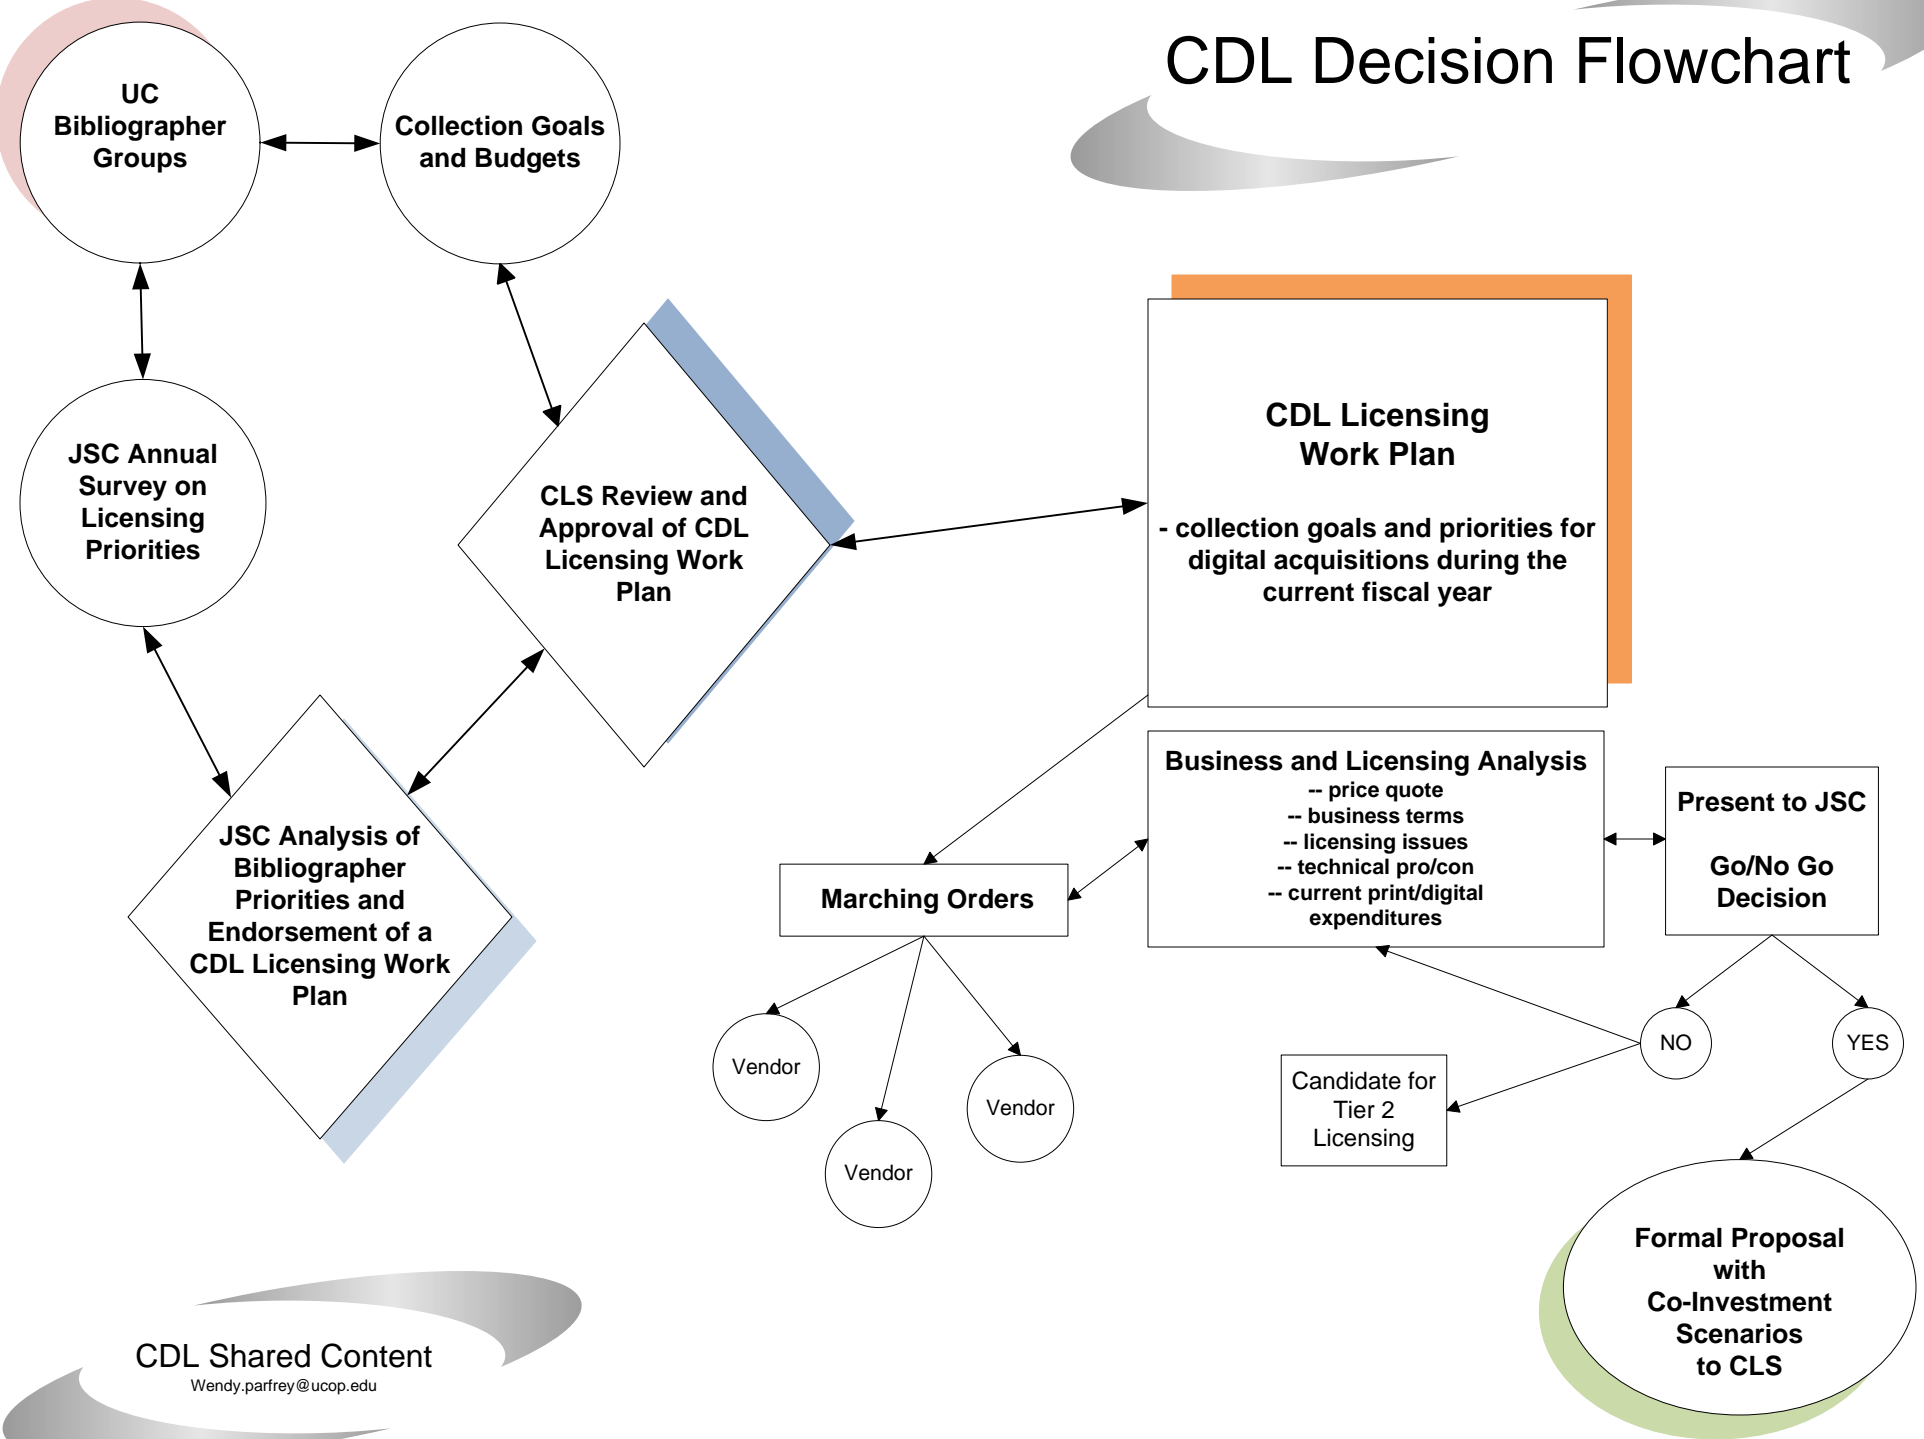 CDL Decision Flowchart
UC
Bibliographer
Groups
Collection Goals
and Budgets
JSC Annual
Survey on
Licensing
Priorities
CLS Review and
Approval of CDL
Licensing Work
Plan
CDL Licensing
Work Plan
- collection goals and priorities for
digital acquisitions during the
current fiscal year
JSC Analysis of
Bibliographer
Priorities and
Endorsement of a
CDL Licensing Work
Plan
Marching Orders
Business and Licensing Analysis
-- price quote
-- business terms
-- licensing issues
-- technical pro/con
-- current print/digital
expenditures
Present to JSC
Go/No Go
Decision
Vendor
Vendor
Vendor
NO
YES
Candidate for
Tier 2
Licensing
Formal Proposal
with
Co-Investment
Scenarios
to CLS
CDL Shared Content
Wendy.parfrey@ucop.edu